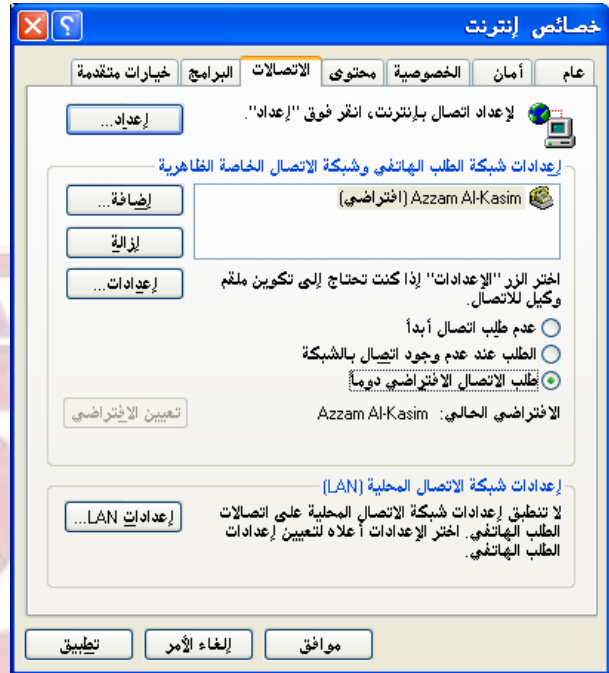 خصائص إنترنت
عام
أمان
الخصوصية
محتوى
الاتصالات
البرامج
خيارات متقدمة
لإعداد اتصال بإنترنت، انقر فوق "إعداد".
إعداد...
إعدادات شبكة الطلب الهاتفي وشبكة الاتصال الخاصة الظاهرية
Azzam Al-Kasim (افتراضي)
إضافة...
إزالة
اختر الزر "الإعدادات" إذا كنت تحتاج إلى تكوين ملقم
وكيل للاتصال.
إعدادات...
عدم طلب اتصال أبداً
الطلب عند عدم وجود اتصال بالشبكة
طلب الاتصال الافتراضي دوماً
الافتراضي الحالي: Azzam Al-Kasim
تعيين الافتراضي
إعدادات شبكة الاتصال المحلية (LAN)
لا تنطبق إعدادات شبكة الاتصال المحلية على اتصالات
الطلب الهاتفي. اختر الإعدادات أعلاه لتعيين إعدادات
الطلب الهاتفي.
إعدادات LAN...
موافق
إلغاء الأمر
تطبيق